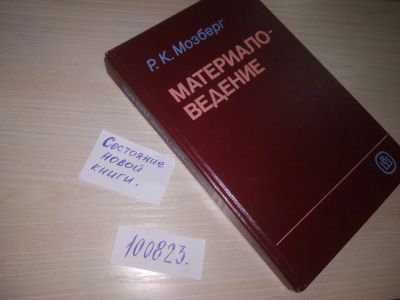 Р. К. Мозберг
МАТЕРИАЛО-
ВЕДЕНИЕ
Состояние
новой
книги.
100823.